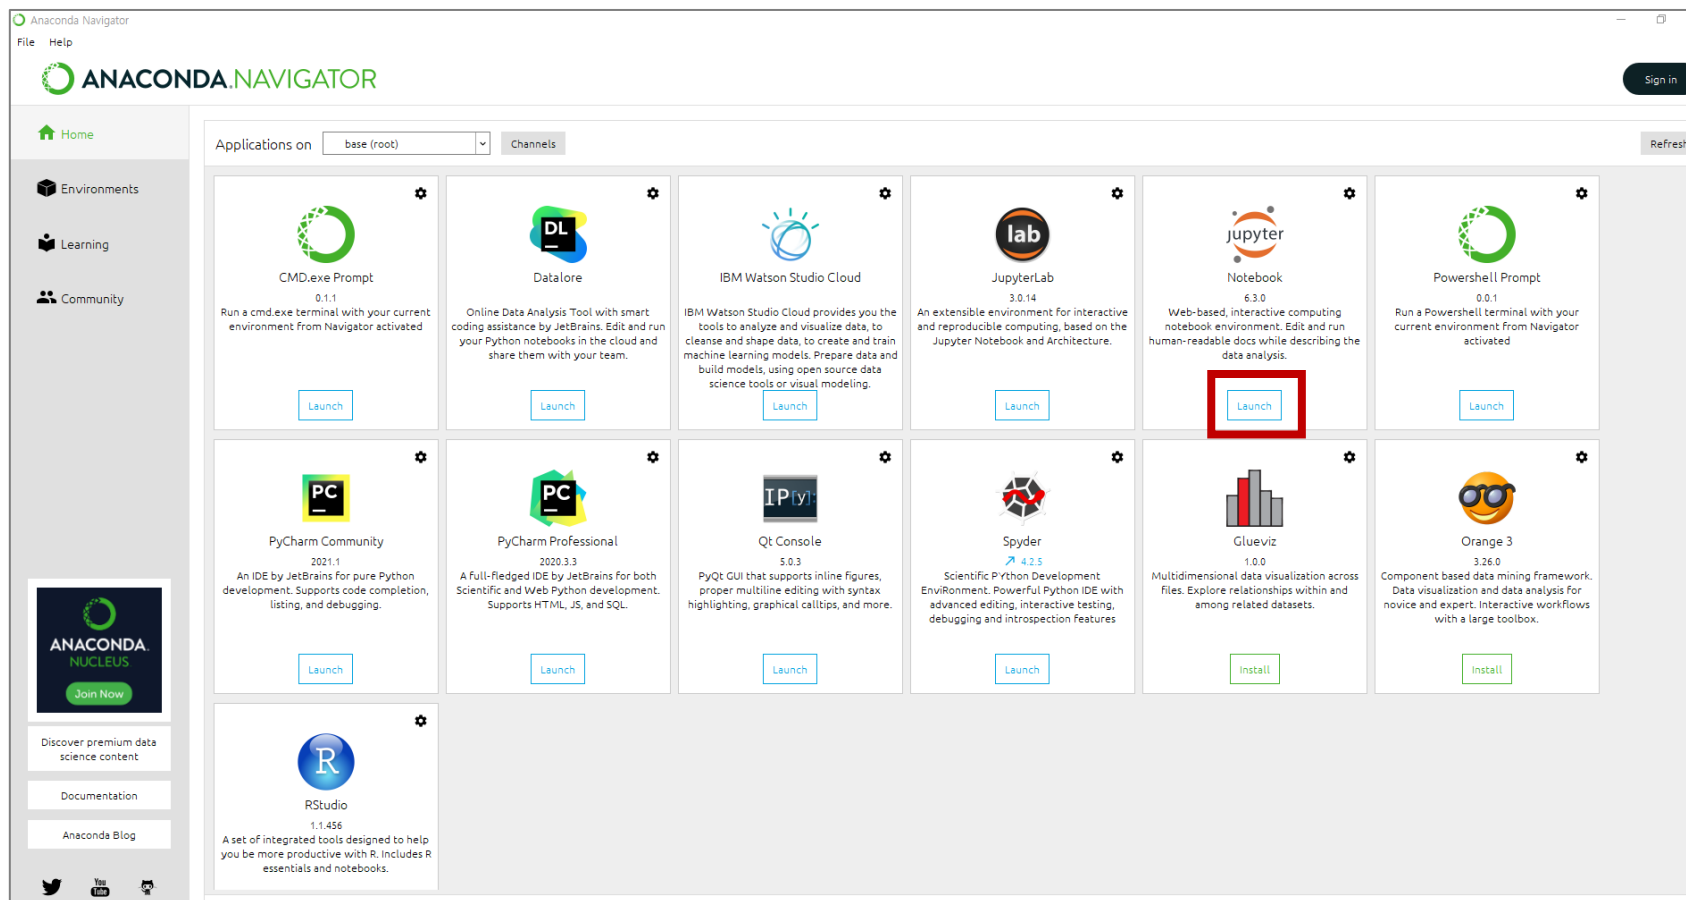 Anaconda Navigator
File Help
ANACONDA.NAVIGATOR
Sign in
Home
Applications on base (root) Channels
Refresh
Environments
Learning
Community
CMD.exe Prompt
0.1.1
Run a cmd.exe terminal with your current
environment from Navigator activated
Launch
DL
Datalore
Online Data Analysis Tool with smart
coding assistance by JetBrains. Edit and run
your Python notebooks in the cloud and
share them with your team.
Launch
IBM Watson Studio Cloud
IBM Watson Studio Cloud provides you the
tools to analyze and visualize data, to
cleanse and shape data, to create and train
machine learning models. Prepare data and
build models, using open source data
science tools or visual modeling.
Launch
lab
JupyterLab
3.0.14
An extensible environment for interactive
and reproducible computing, based on the
Jupyter Notebook and Architecture.
Launch
jupyter
Notebook
6.3.0
Web-based, interactive computing
notebook environment. Edit and run
human-readable docs while describing the
data analysis.
Launch
Powershell Prompt
0.0.1
Run a Powershell terminal with your
current environment from Navigator
activated
Launch
PC
PyCharm Community
2021.1
An IDE by JetBrains for pure Python
development. Supports code completion,
listing, and debugging.
Launch
PC
PyCharm Professional
2020.3.3
A full-fledged IDE by JetBrains for both
Scientific and Web Python development.
Supports HTML, JS, and SQL.
Launch
IP[y]:
Qt Console
5.0.3
PyQt GUI that supports inline figures,
proper multiline editing with syntax
highlighting, graphical calltips, and more.
Launch
Spyder
4.2.5
Scientific PYthon Development
EnviRonment. Powerful Python IDE with
advanced editing, interactive testing,
debugging and introspection features
Launch
Glueviz
1.0.0
Multidimensional data visualization across
files. Explore relationships within and
among related datasets.
Install
Orange 3
3.26.0
Component based data mining framework.
Data visualization and data analysis for
novice and expert. Interactive workflows
with a large toolbox.
Install
R
RStudio
1.1.456
A set of integrated tools designed to help
you be more productive with R. Includes R
essentials and notebooks.
ANACONDA.
NUCLEUS
Join Now
Discover premium data
science content
Documentation
Anaconda Blog
You
Tube